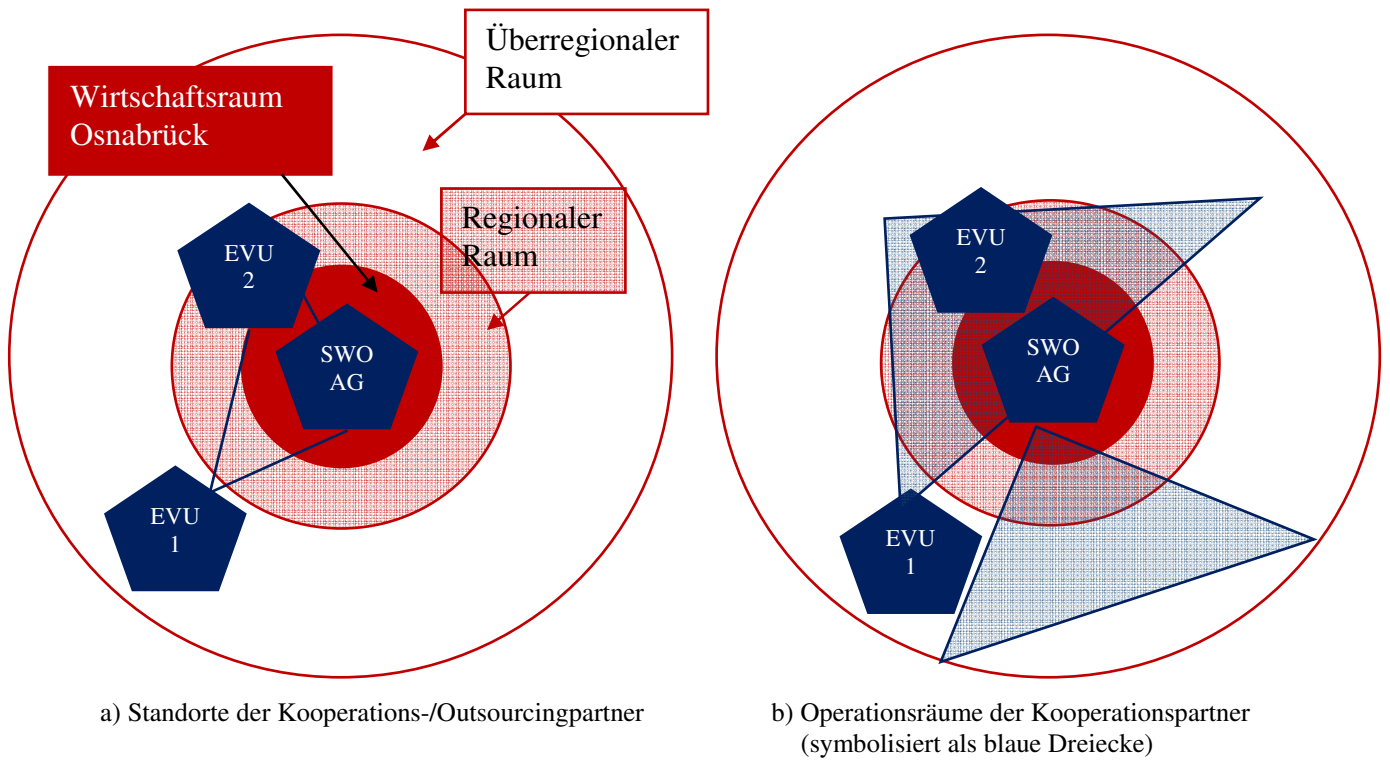 Überregionaler
Raum
Wirtschaftsraum
Osnabrück
Regionaler
Raum
EVU
2
SWO
AG
EVU
1
EVU
2
SWO
AG
EVU
1
a) Standorte der Kooperations-/Outsourcingpartner
b) Operationsräume der Kooperationspartner
(symbolisiert als blaue Dreiecke)